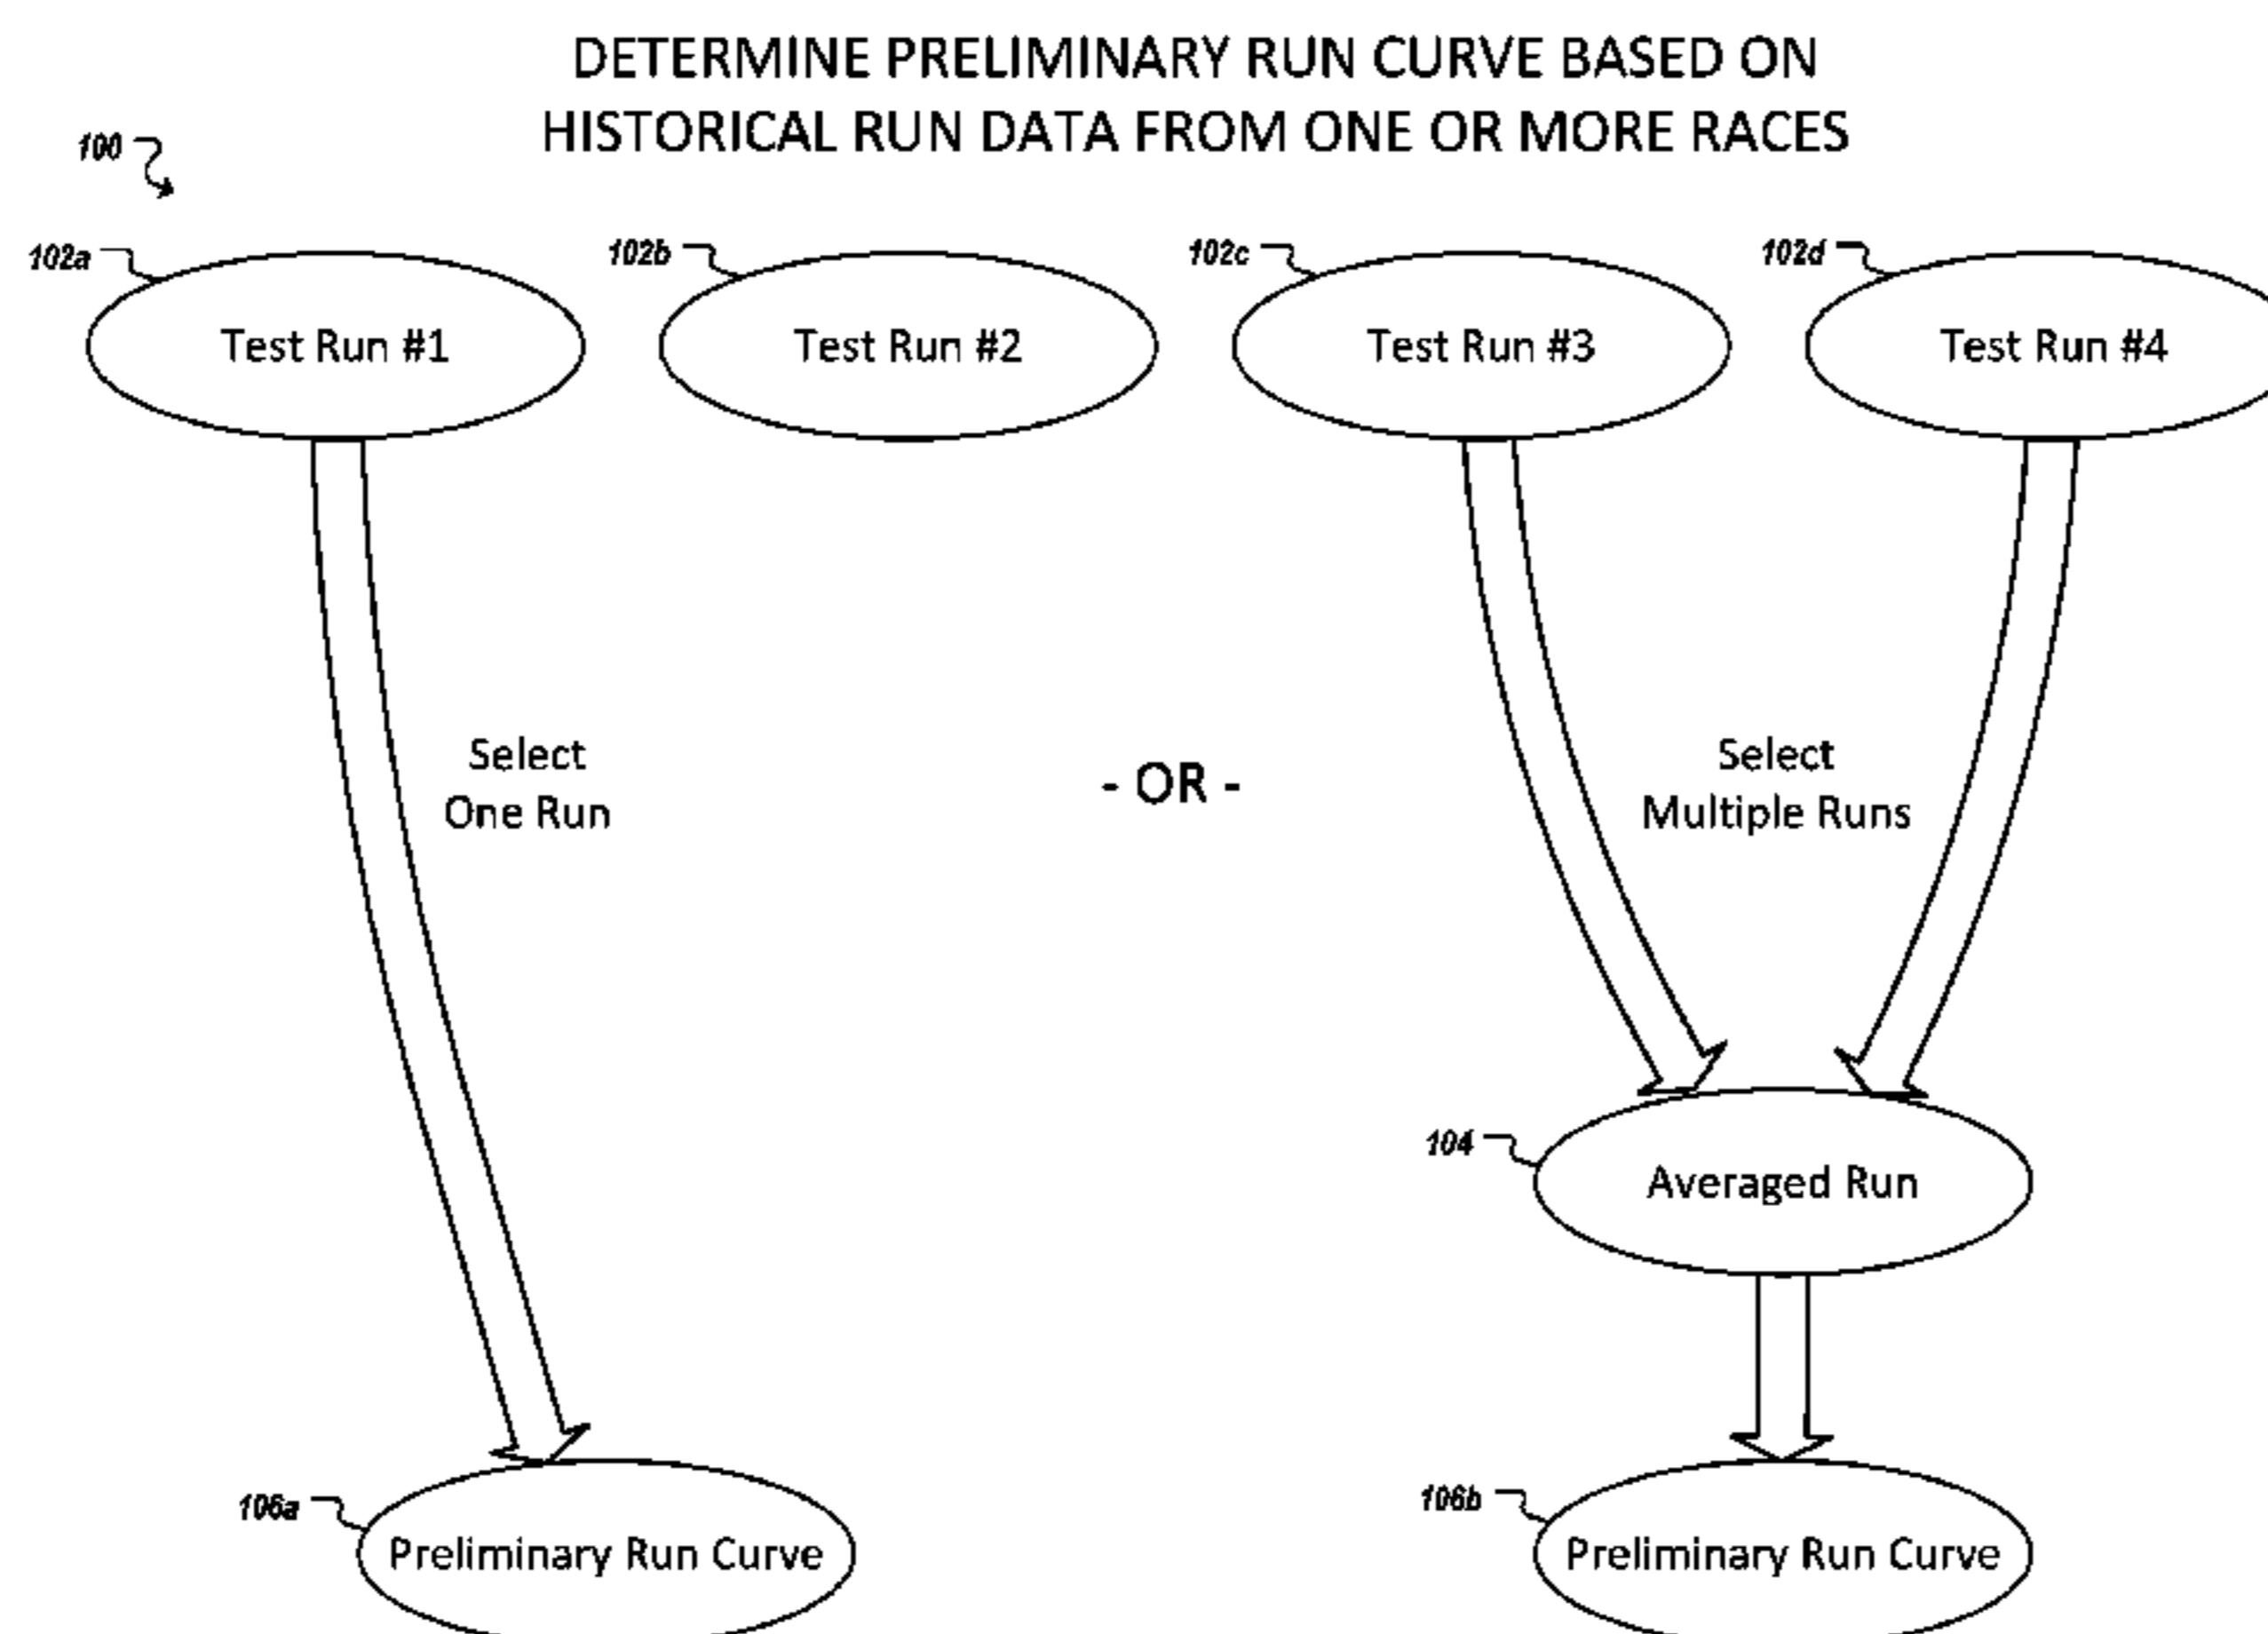 DETERMINE PRELIMINARY RUN CURVE BASED ON
HISTORICAL RUN DATA FROM ONE OR MORE RACES
100
102a
102b
102c
102d
Test Run #1
Test Run #2
Test Run #3
Test Run #4
Select
One Run
- OR -
Select
Multiple Runs
104
Averaged Run
106a
106b
Preliminary Run Curve
Preliminary Run Curve